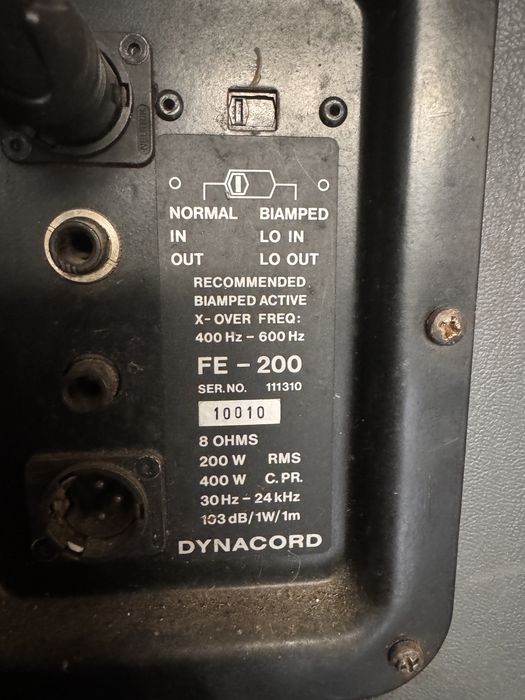 NORMAL BIAMPED
IN LO IN
OUT LO OUT
RECOMMENDED
BIAMPED ACTIVE
X-OVER FREQ:
400 Hz - 600 Hz
FE - 200
SER.NO. 111310
10010
8 OHMS
200 W RMS
400 W C.PR.
30 Hz - 24 kHz
103 dB/1W/1m
DYNACORD